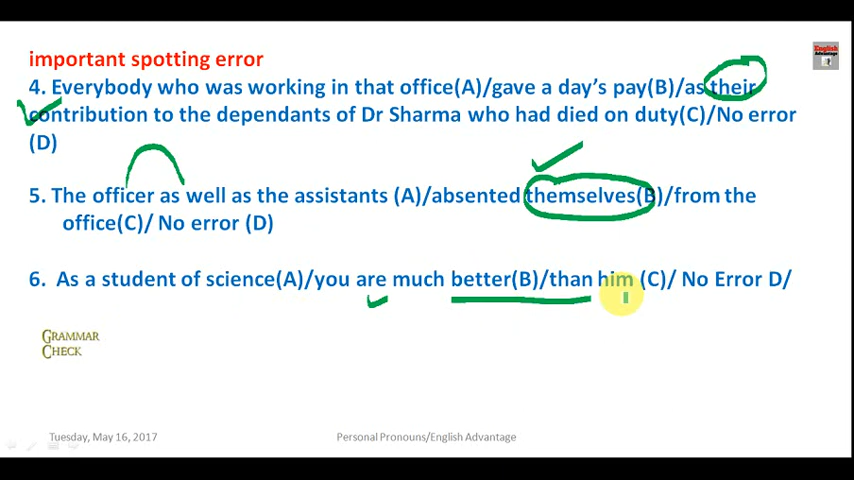 important spotting error
English
Advantage
4. Everybody who was working in that office(A)/gave a day's pay(B)/as their
contribution to the dependants of Dr Sharma who had died on duty(C)/No error
(D)
5. The officer as well as the assistants (A)/absented themselves(B)/from the
office(C)/ No error (D)
6. As a student of science(A)/you are much better(B)/than him (C)/ No Error D/
GRAMMAR
CHECK
Tuesday, May 16, 2017
Personal Pronouns/English Advantage